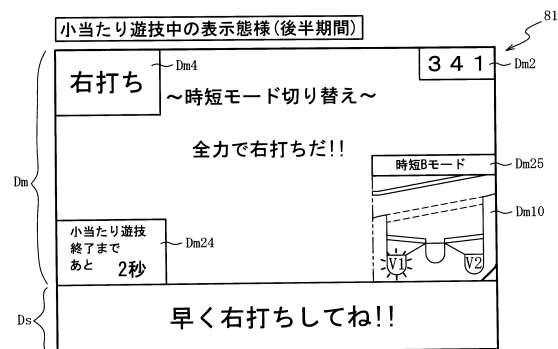 小当たり遊技中の表示態様(後半期間)
81
右打ち
Dm4
341
Dm2
~時短モード切り替え~
全力で右打ちだ!!
Dm
時短Bモード
Dm25
Dm10
小当たり遊技
終了まで
あと 2秒
Dm24
V1
V2
Ds
早く右打ちしてね!!